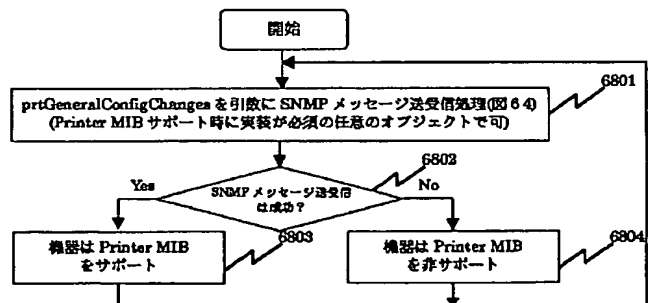 開始
6801
prtGeneralConfigChanges を引数に SNMP メッセージ送受信処理(図64)
(Printer MIB サポート時に実装が必須の任意のオブジェクトで可)
6802
Yes
SNMP メッセージ送受信
は成功?
No
機器は Printer MIB
をサポート
6803
機器は Printer MIB
を非サポート
6804